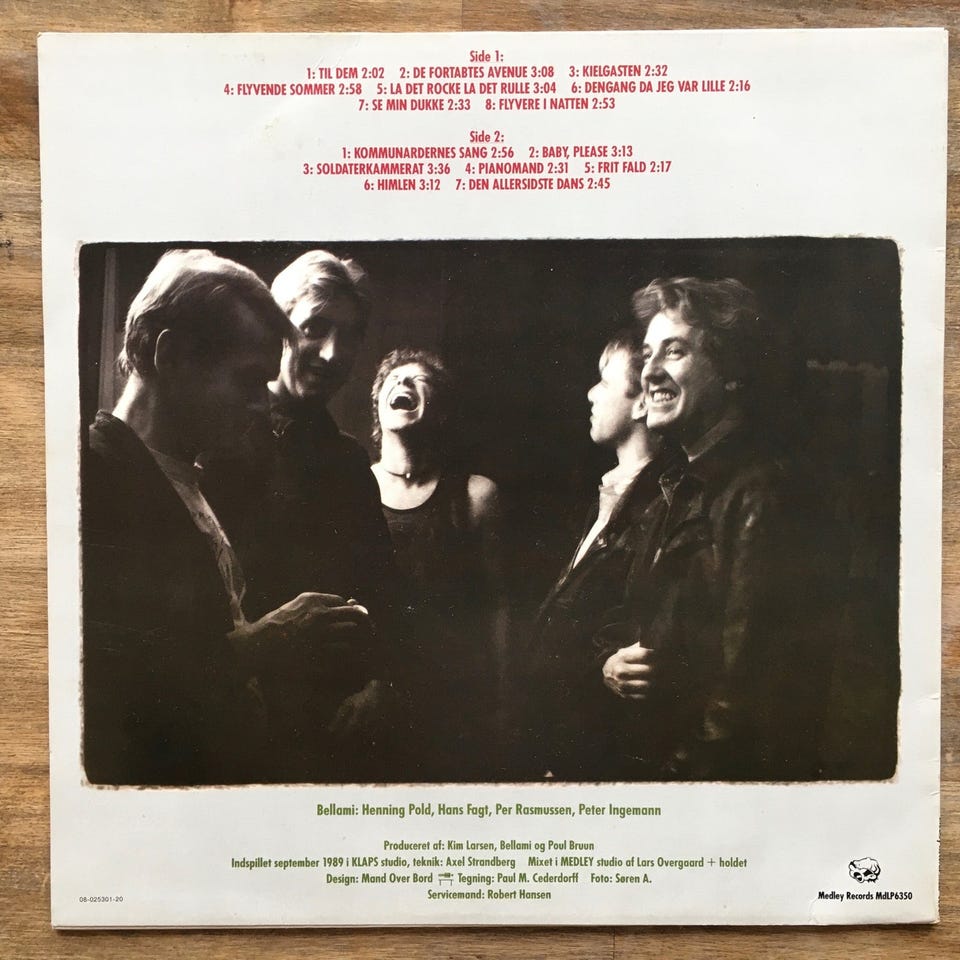 Side 1:
1: TIL DEM 2:02 2: DE FORTABTES AVENUE 3:08 3: KIELGASTEN 2:32
4: FLYVENDE SOMMER 2:58 5: LA DET ROCKE LA DET RULLE 3:04 6: DENGANG DA JEG VAR LILLE 2:16
7: SE MIN DUKKE 2:33 8: FLYVERE I NATTEN 2:53
Side 2:
1: KOMMUNARDERNES SANG 2:56 2: BABY, PLEASE 3:13
3: SOLDATERKAMMERAT 3:36 4: PIANOMAND 2:31 5: FRIT FALD 2:17
6: HIMLEN 3:12 7: DEN ALLERSIDSTE DANS 2:45
Bellami: Henning Pold, Hans Fagt, Per Rasmussen, Peter Ingemann
Produceret af: Kim Larsen, Bellami og Poul Bruun
Indspillet september 1989 i KLAPS studio, teknik: Axel Strandberg Mixet i MEDLEY studio af Lars Overgaard + holdet
Design: Mand Over Bord Tegning: Paul M. Cederdorff Foto: Søren A.
Servicemand: Robert Hansen
08-025301-20
Medley Records MdLP6350